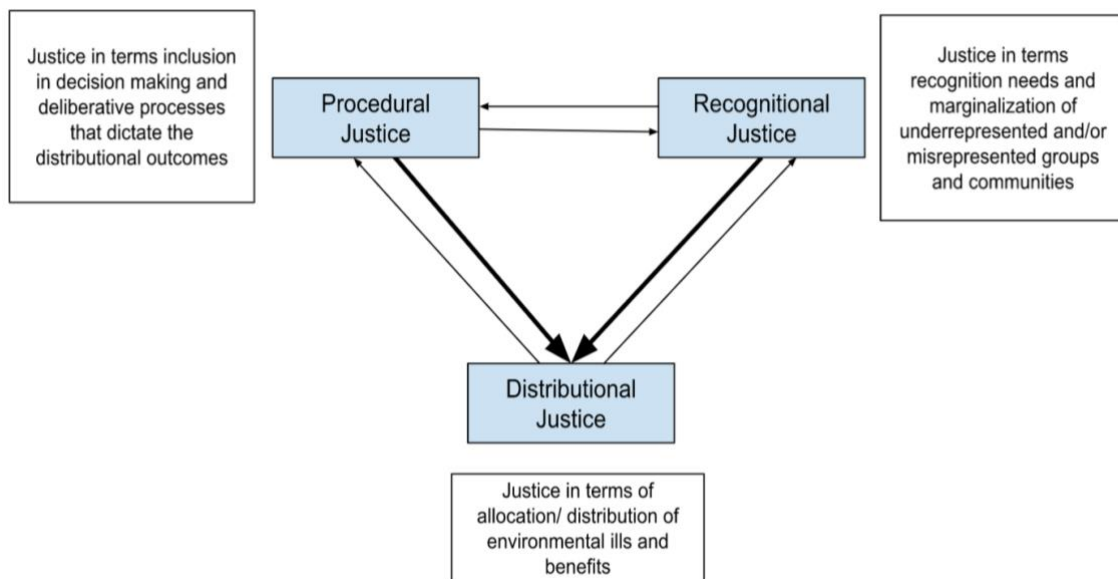 Justice in terms inclusion
in decision making and
deliberative processes
that dictate the
distributional outcomes
Procedural
Justice
Recognitional
Justice
Justice in terms
recognition needs and
marginalization of
underrepresented and/or
misrepresented groups
and communities
Distributional
Justice
Justice in terms of
allocation/ distribution of
environmental ills and
benefits